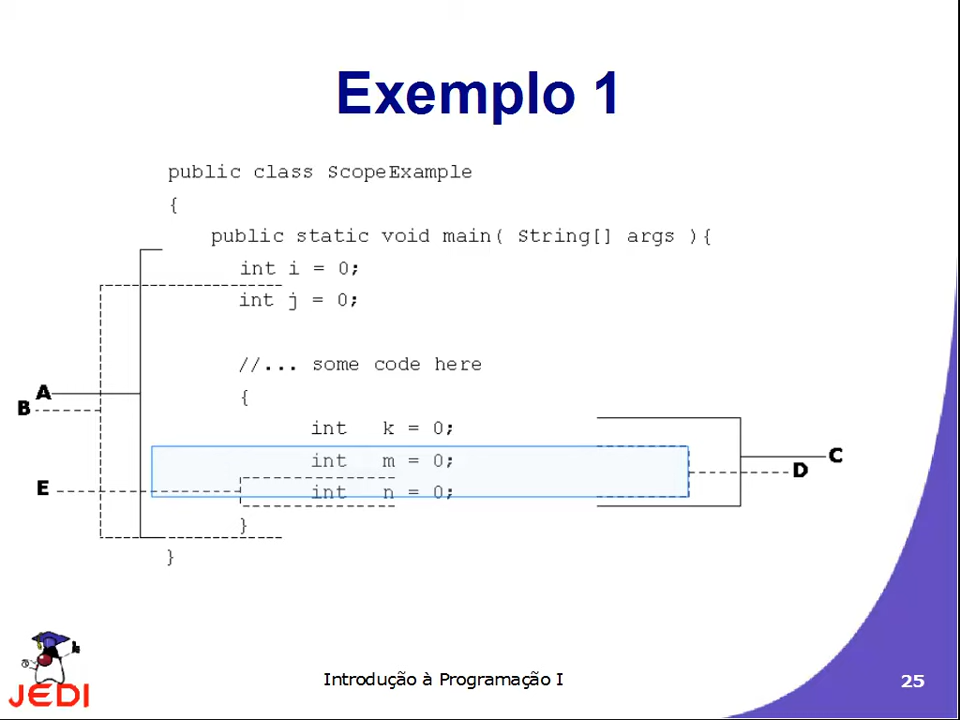 Exemplo 1
public class ScopeExample
{
public static void main( String[] args ){
int i = 0;
int j = 0;
//... some code here
{
A
B
int k = 0;
int m = 0;
C
D
E
int n = 0;
}
}
JEDI
Introdução à Programação I
25